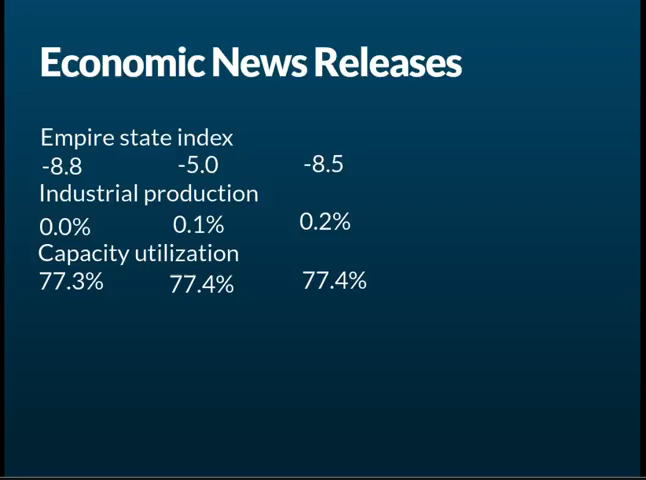 Economic News Releases
Empire state index
-8.8 -5.0 -8.5
Industrial production
0.0% 0.1% 0.2%
Capacity utilization
77.3% 77.4% 77.4%